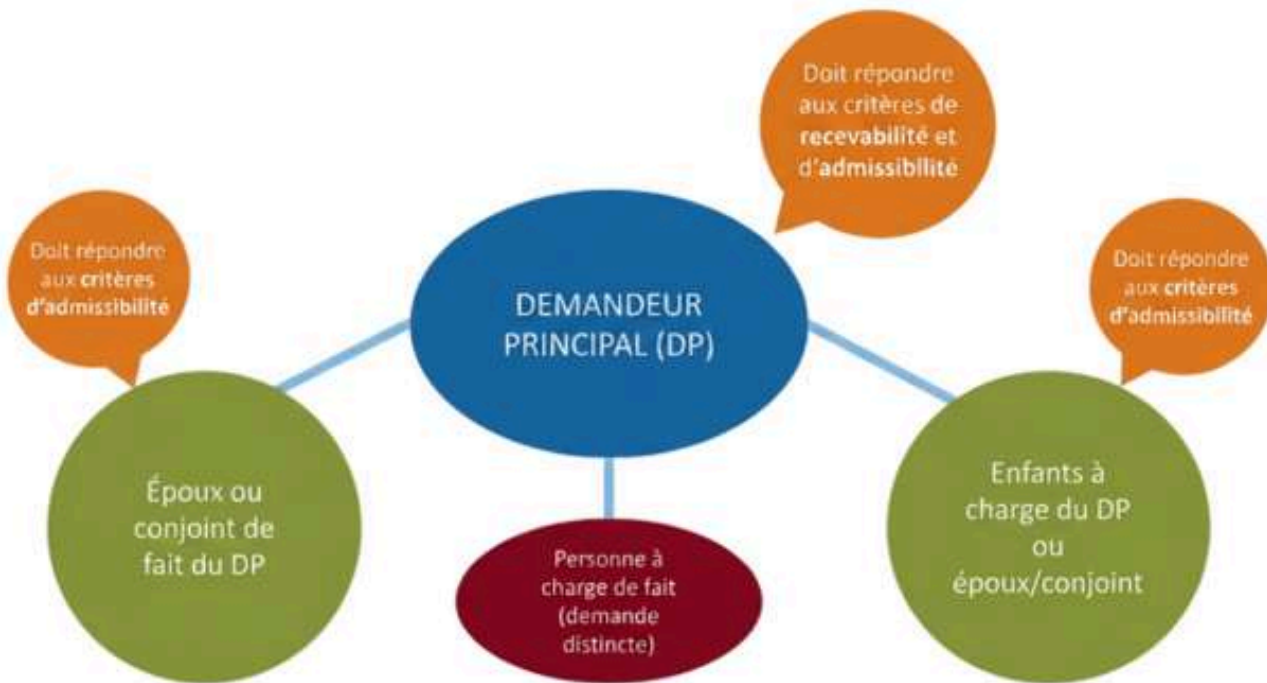 Doit répondre
aux critères de
recevabilité et
d'admissibilité
Doit répondre
aux critères
d'admissibilité
Doit répondre
aux critères
d'admissibilité
DEMANDEUR
PRINCIPAL (DP)
Époux ou
conjoint de
fait du DP
Personne à
charge de fait
(demande
distincte)
Enfants à
charge du DP
ou
époux/conjoint